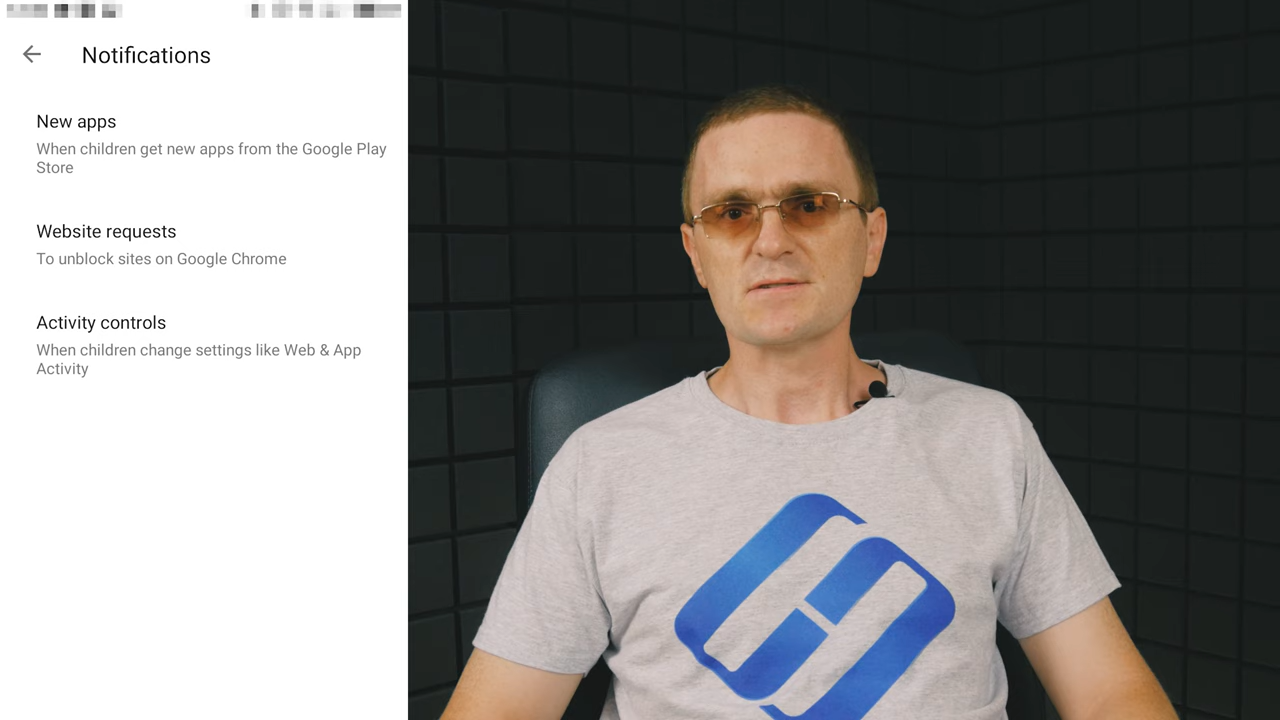 Notifications
New apps
When children get new apps from the Google Play
Store
Website requests
To unblock sites on Google Chrome
Activity controls
When children change settings like Web & App
Activity